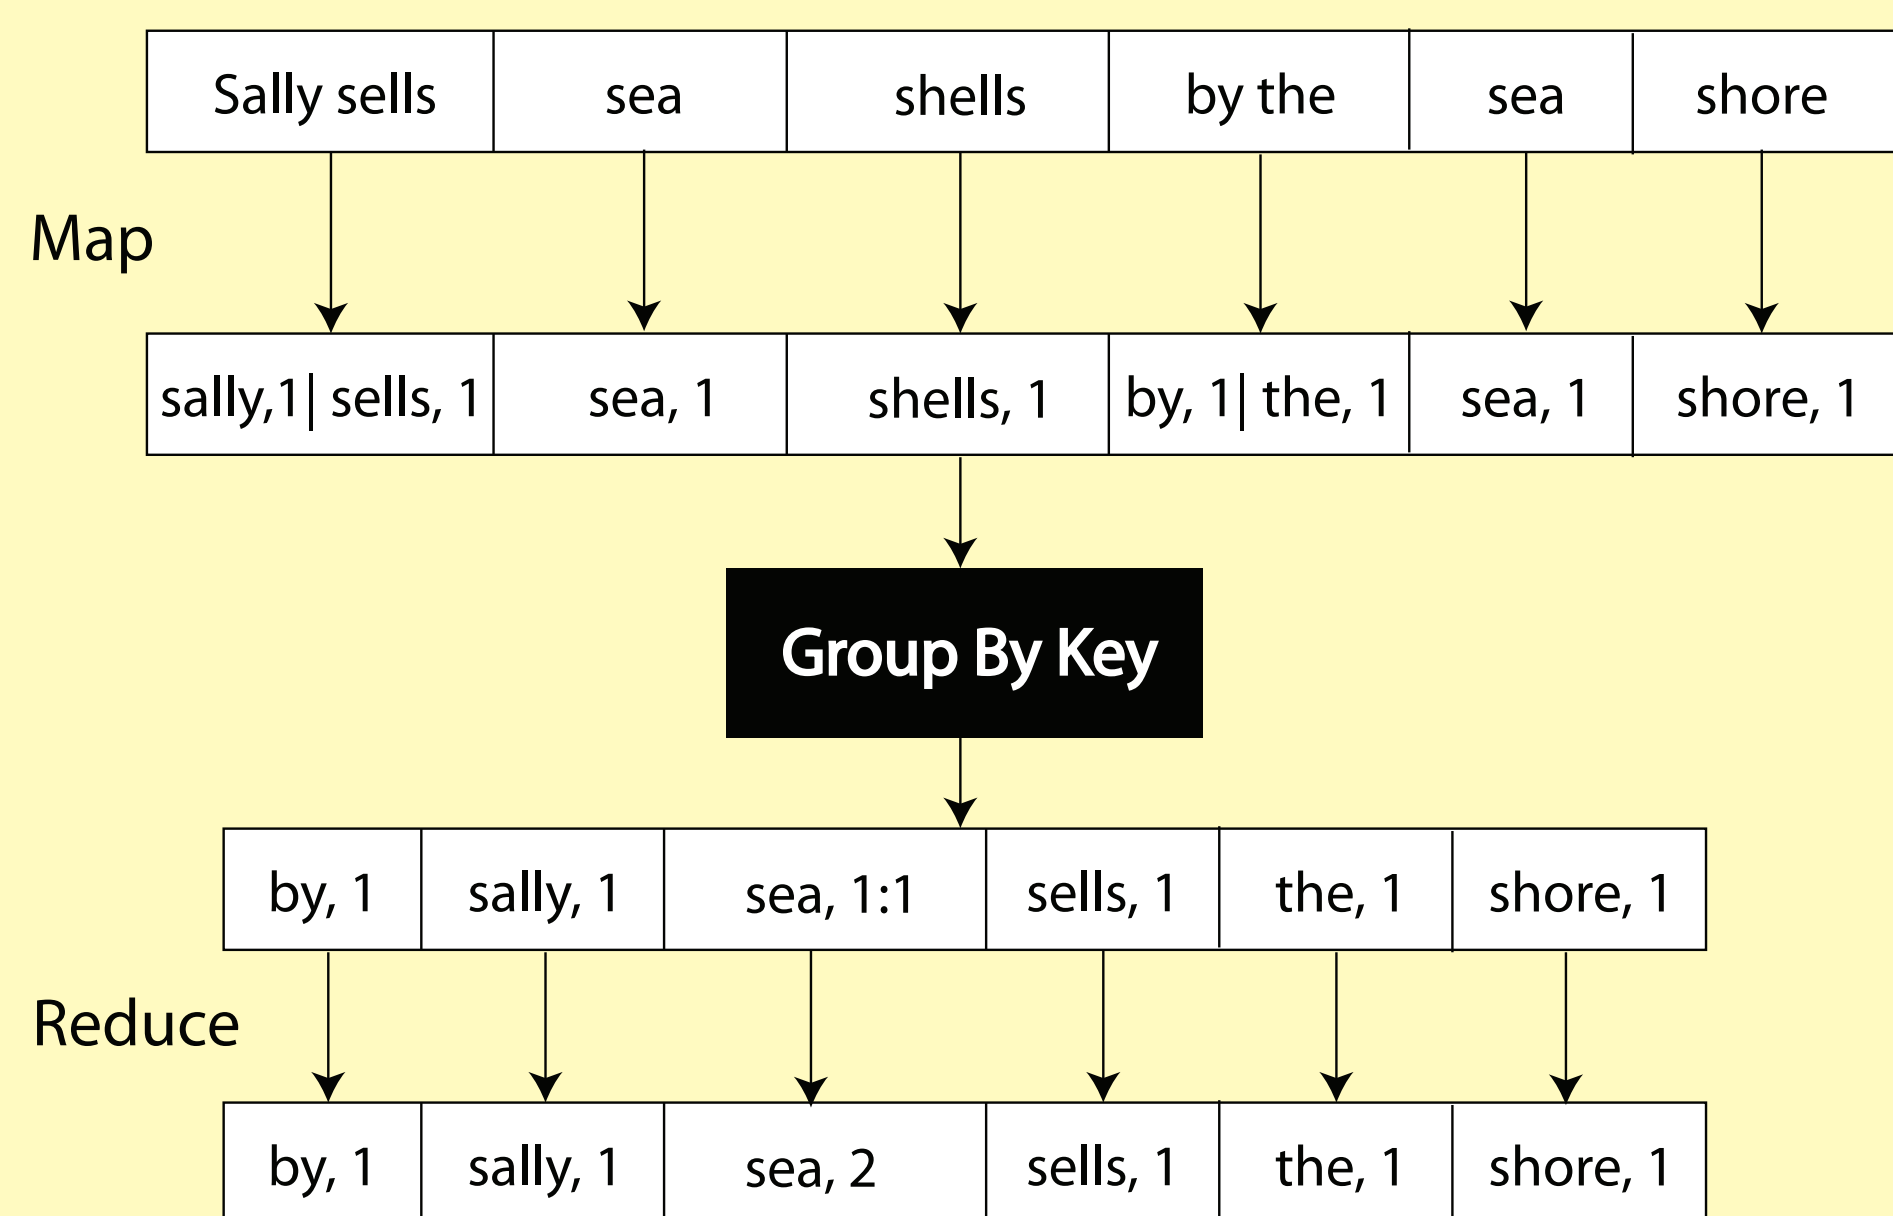 Sally sells sea shells by the sea shore
Map
sally,1| sells, 1 sea, 1 shells, 1 by, 1| the, 1 sea, 1 shore, 1
Group By Key
by, 1 sally, 1 sea, 1:1 sells, 1 the, 1 shore, 1
Reduce
by, 1 sally, 1 sea, 2 sells, 1 the, 1 shore, 1